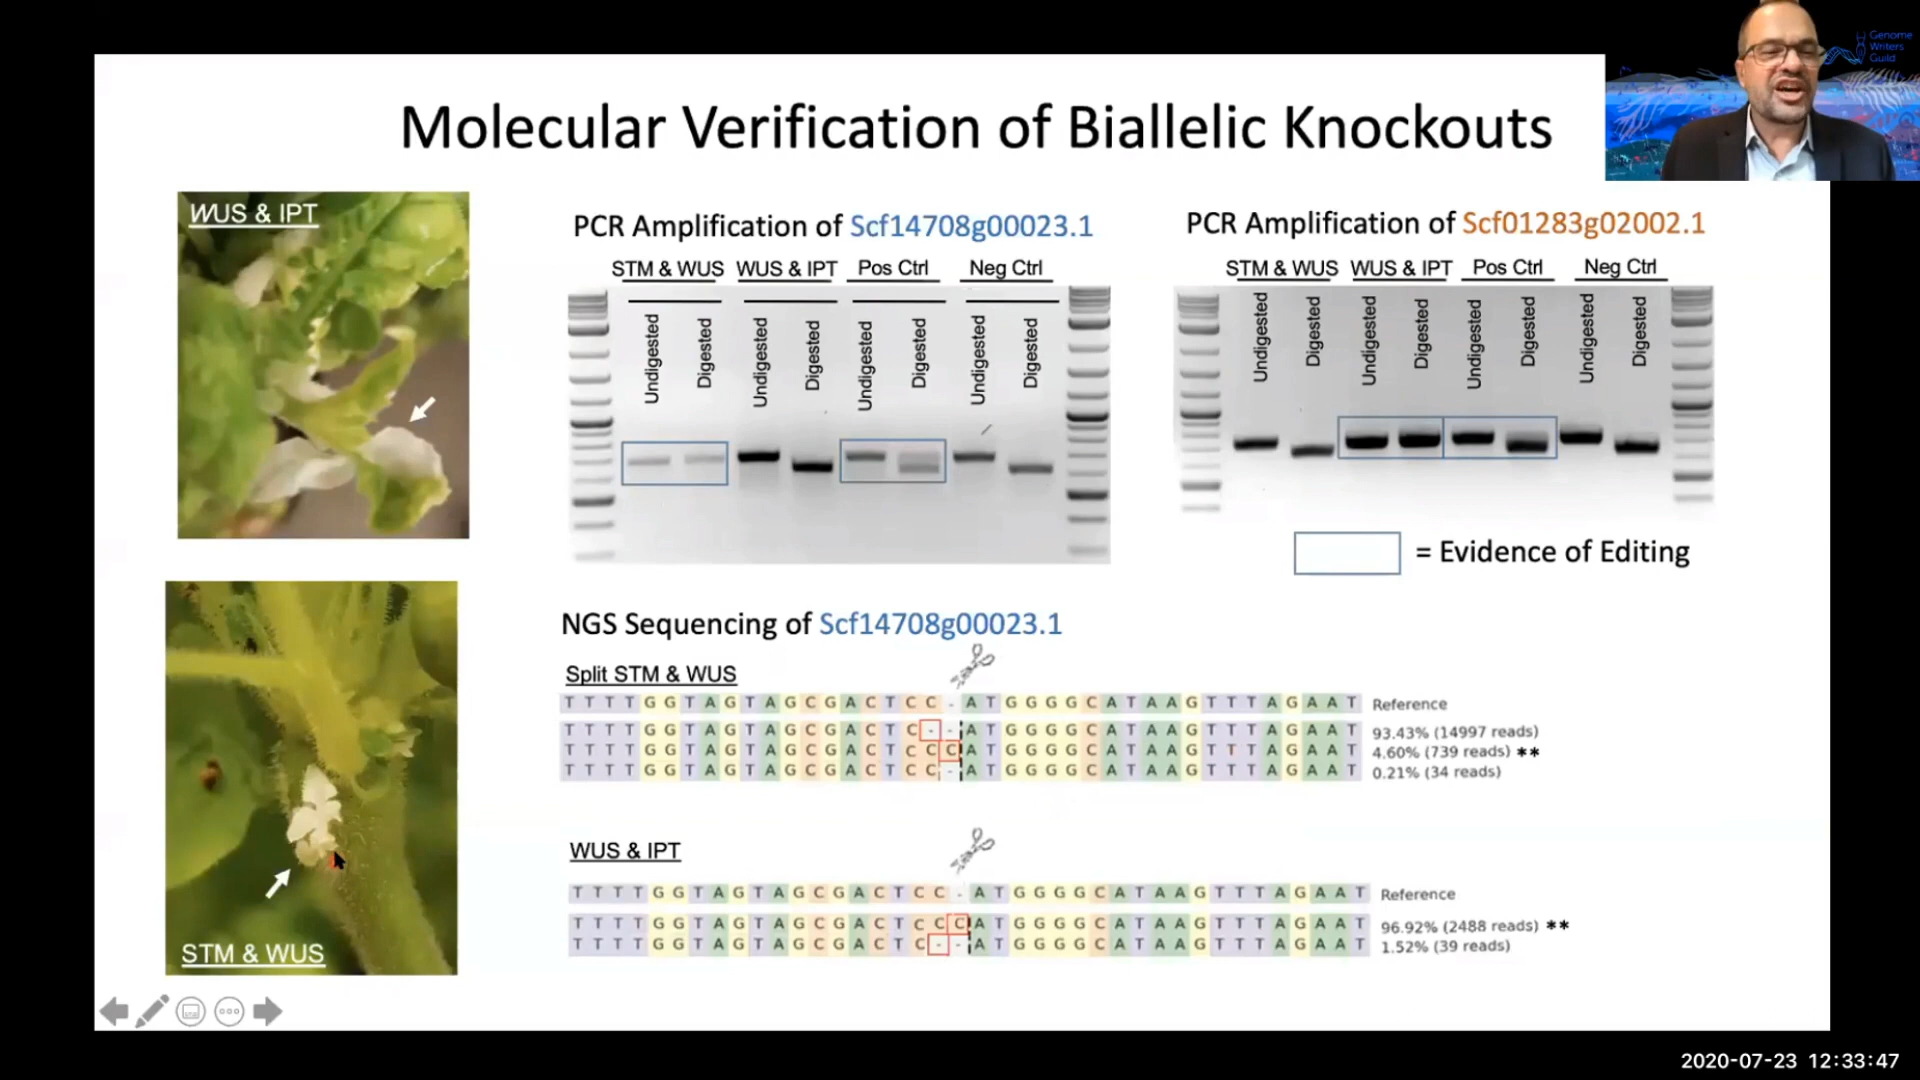 Genome
Writers
Guild
Molecular Verification of Biallelic Knockouts
WUS & IPT
STM & WUS
PCR Amplification of Scf14708g00023.1
STM & WUS WUS & IPT Pos Ctrl Neg Ctrl
Undigested Digested Undigested Digested Undigested Digested Undigested Digested
PCR Amplification of Scf01283g02002.1
STM & WUS WUS & IPT Pos Ctrl Neg Ctrl
Undigested Digested Undigested Digested Undigested Digested Undigested Digested
= Evidence of Editing
NGS Sequencing of Scf14708g00023.1
Split STM & WUS
T T T T G G T A G T A G C G A C T C C - A T G G G G C A T A A G T T T A G A A T Reference
T T T T G G T A G T A G C G A C T C - - A T G G G G C A T A A G T T T A G A A T 93.43% (14997 reads)
T T T T G G T A G T A G C G A C T C C C A T G G G G C A T A A G T T T A G A A T 4.60% (739 reads) **
T T T T G G T A G T A G C G A C T C C - A T G G G G C A T A A G T T T A G A A T 0.21% (34 reads)
WUS & IPT
T T T T G G T A G T A G C G A C T C C - A T G G G G C A T A A G T T T A G A A T Reference
T T T T G G T A G T A G C G A C T C C C A T G G G G C A T A A G T T T A G A A T 96.92% (2488 reads) **
T T T T G G T A G T A G C G A C T C - - A T G G G G C A T A A G T T T A G A A T 1.52% (39 reads)
2020-07-23 12:33:47